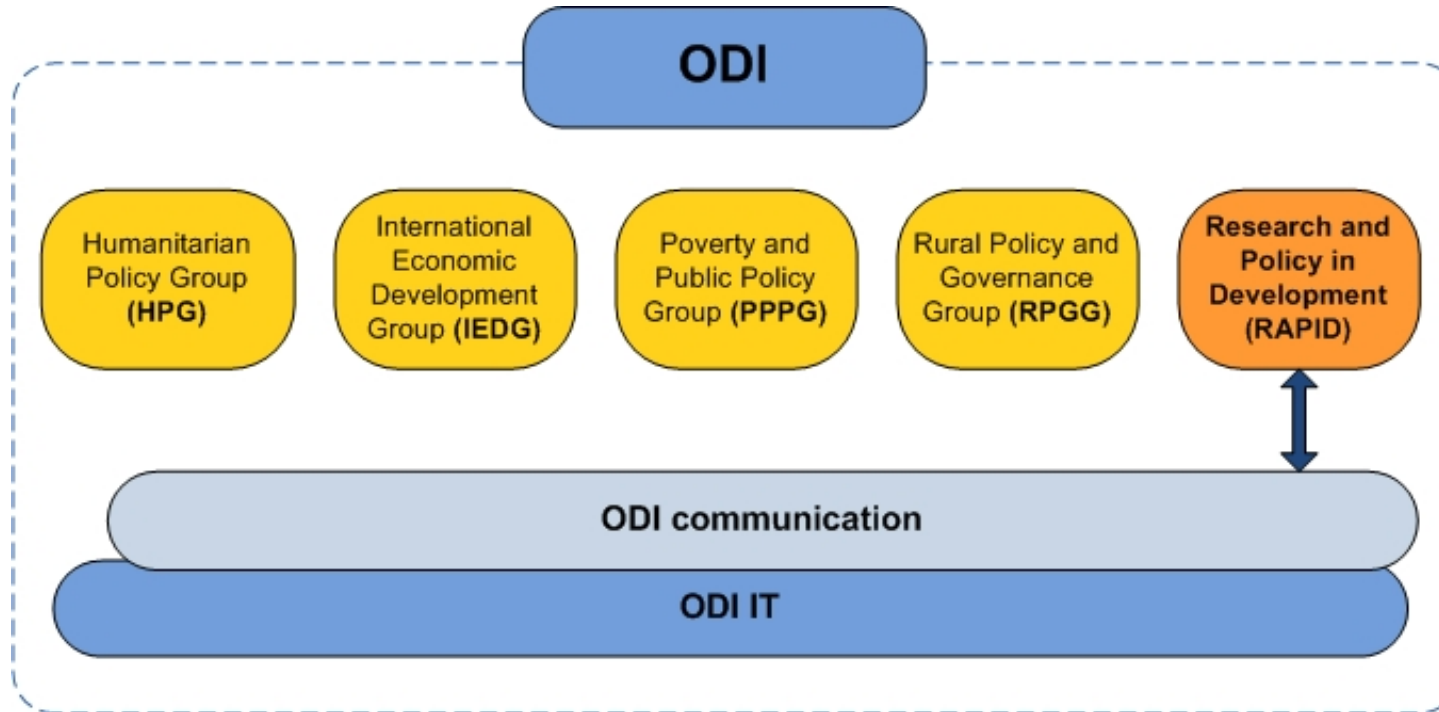 ODI
Humanitarian
Policy Group
(HPG)
International
Economic
Development
Group (IEDG)
Poverty and
Public Policy
Group (PPPG)
Rural Policy and
Governance
Group (RPGG)
Research and
Policy in
Development
(RAPID)
ODI communication
ODI IT